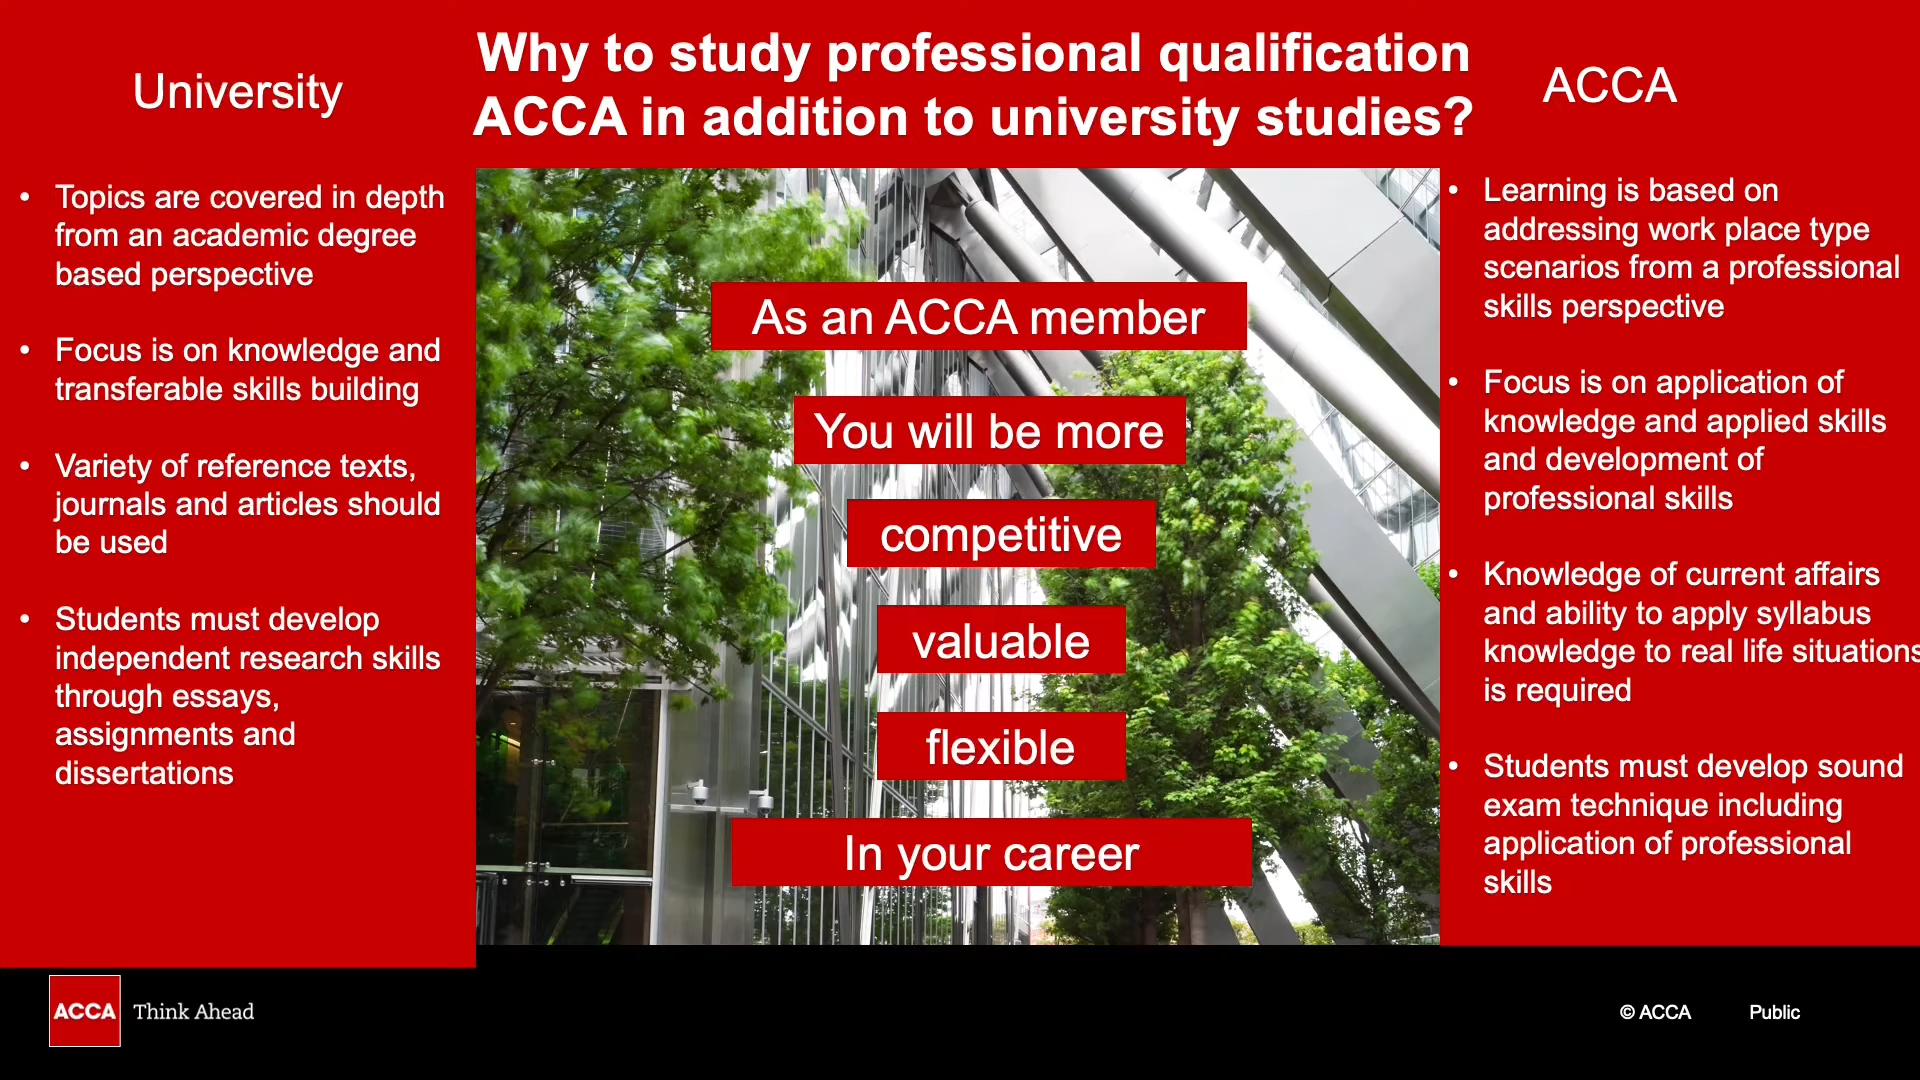 University
Why to study professional qualification
ACCA in addition to university studies?
ACCA
• Topics are covered in depth
from an academic degree
based perspective
• Focus is on knowledge and
transferable skills building
• Variety of reference texts,
journals and articles should
be used
• Students must develop
independent research skills
through essays,
assignments and
dissertations
As an ACCA member
You will be more
competitive
valuable
flexible
In your career
• Learning is based on
addressing work place type
scenarios from a professional
skills perspective
• Focus is on application of
knowledge and applied skills
and development of
professional skills
• Knowledge of current affairs
and ability to apply syllabus
knowledge to real life situations
is required
• Students must develop sound
exam technique including
application of professional
skills
ACCA
Think Ahead
© ACCA
Public